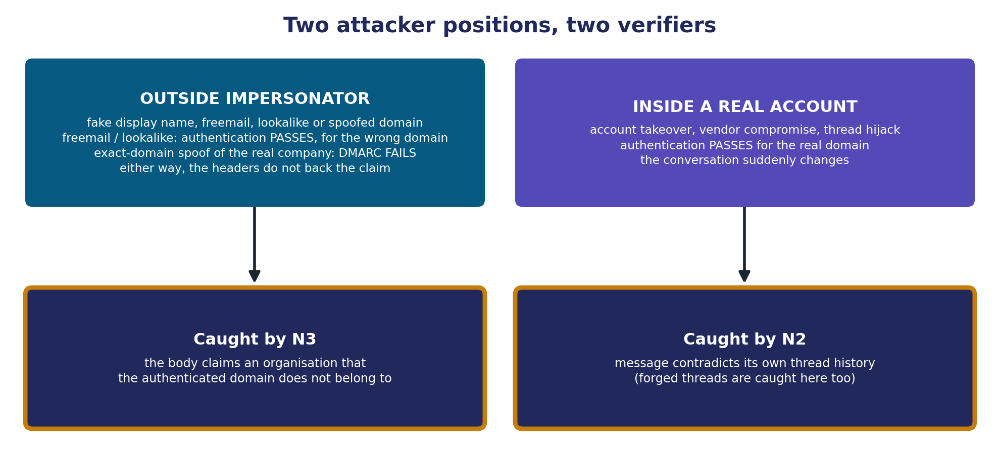 Two attacker positions, two verifiers
OUTSIDE IMPERSONATOR
fake display name, freemail, lookalike or spoofed domain
freemail / lookalike: authentication PASSES, for the wrong domain
exact-domain spoof of the real company: DMARC FAILS
either way, the headers do not back the claim
INSIDE A REAL ACCOUNT
account takeover, vendor compromise, thread hijack
authentication PASSES for the real domain
the conversation suddenly changes
Caught by N3
the body claims an organisation that
the authenticated domain does not belong to
Caught by N2
message contradicts its own thread history
(forged threads are caught here too)